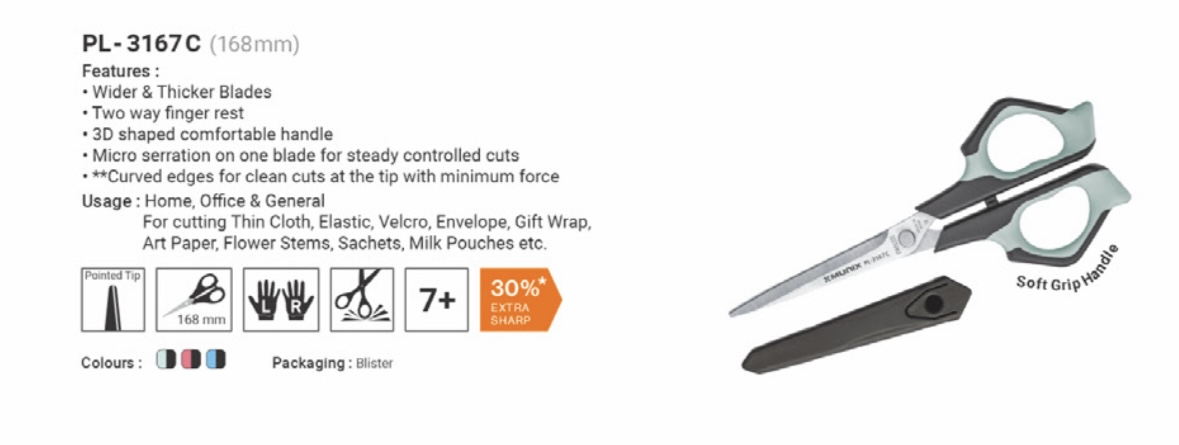 PL-3167C (168mm)
Features :
• Wider & Thicker Blades
• Two way finger rest
• 3D shaped comfortable handle
• Micro serration on one blade for steady controlled cuts
• **Curved edges for clean cuts at the tip with minimum force
Usage : Home, Office & General
For cutting Thin Cloth, Elastic, Velcro, Envelope, Gift Wrap,
Art Paper, Flower Stems, Sachets, Milk Pouches etc.
Pointed Tip
168 mm
L R
7+
30%*
EXTRA
SHARP
Colours :
Packaging : Blister
MUNIX PL-3167C
Soft Grip Handle